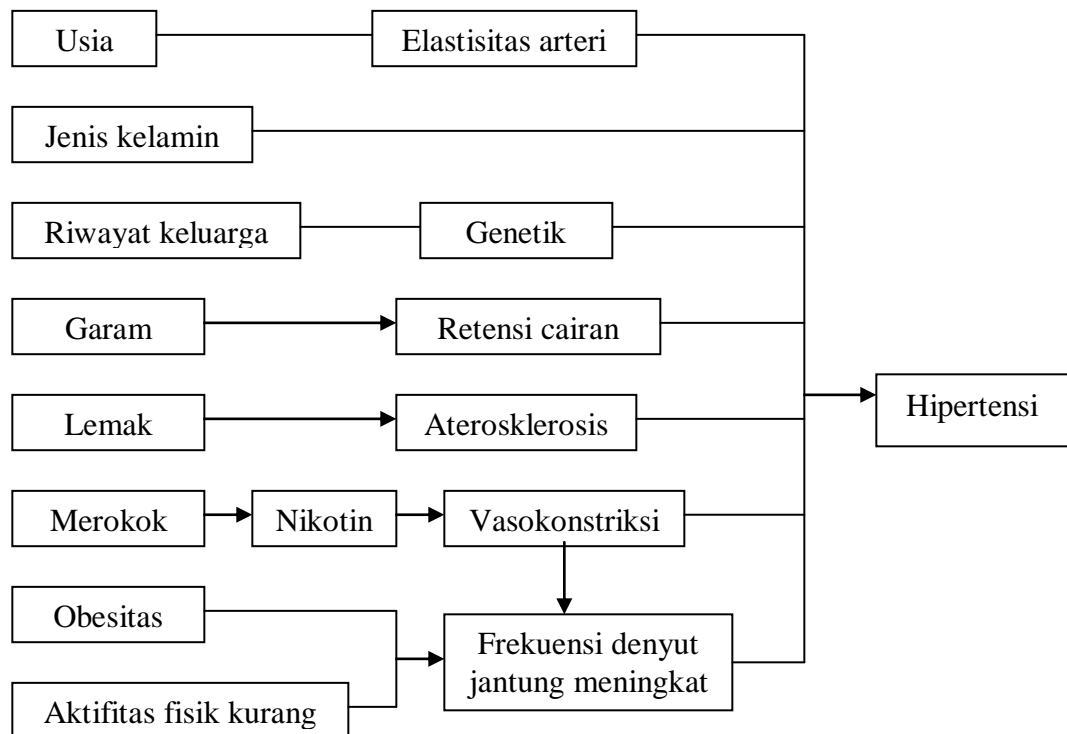 Usia
Elastisitas arteri
Jenis kelamin
Riwayat keluarga
Genetik
Garam
Retensi cairan
Hipertensi
Lemak
Aterosklerosis
Merokok
Nikotin
Vasokonstriksi
Obesitas
Frekuensi denyut
jantung meningkat
Aktifitas fisik kurang